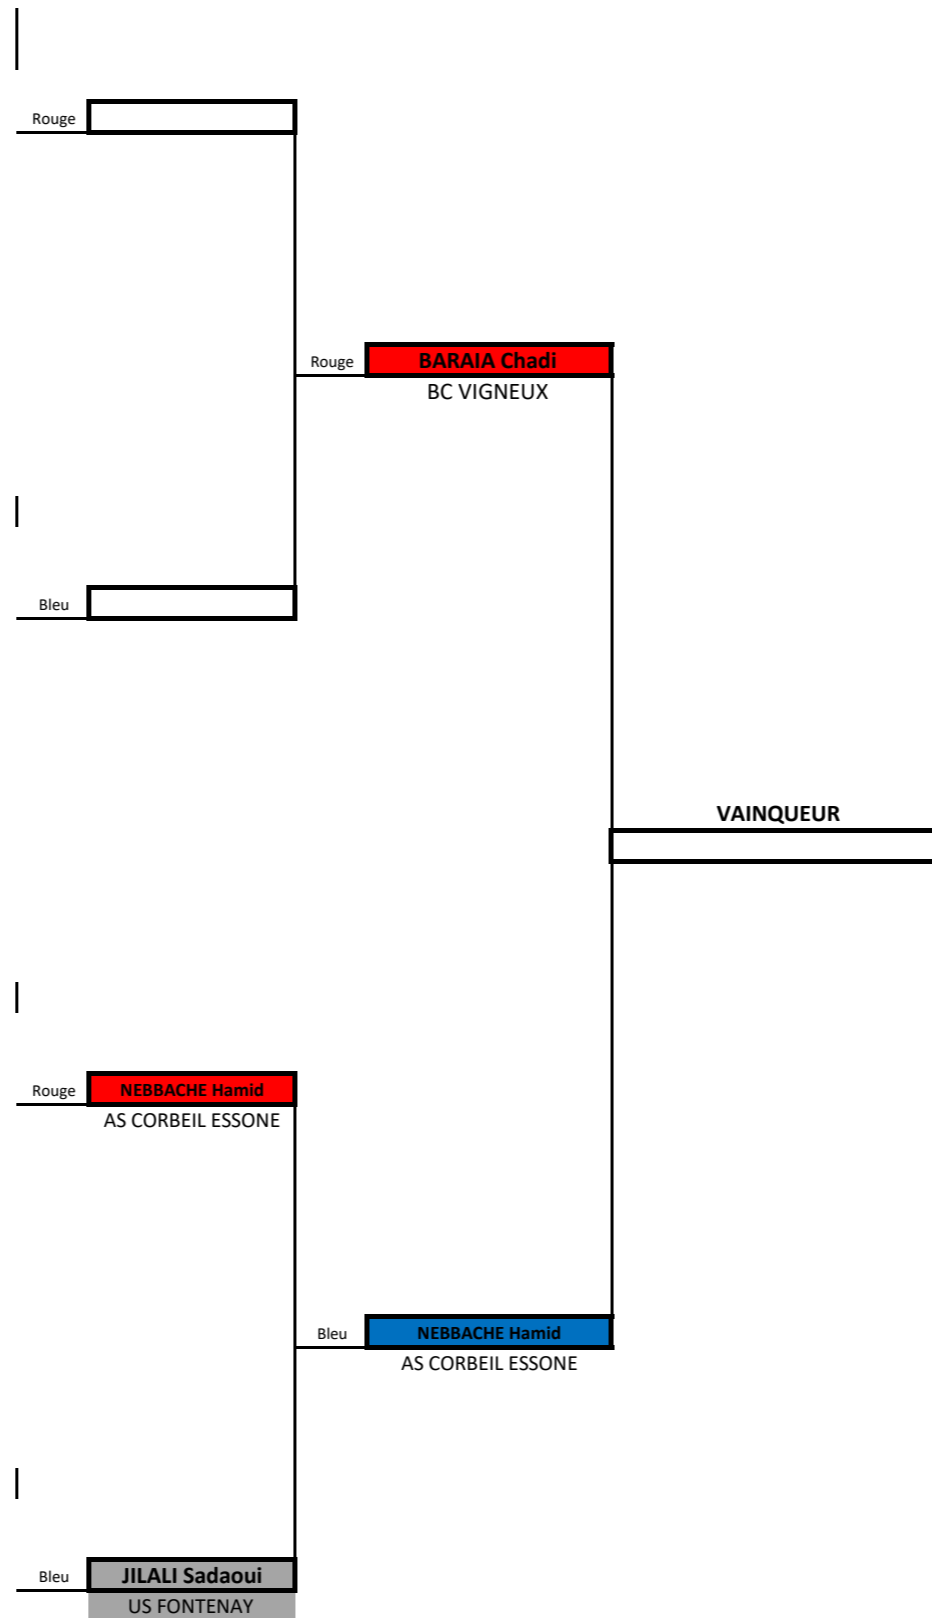 Rouge
Rouge
BARAIA Chadi
BC VIGNEUX
Bleu
VAINQUEUR
Rouge
NEBBACHE Hamid
AS CORBEIL ESSONE
Bleu
NEBBACHE Hamid
AS CORBEIL ESSONE
Bleu
JILALI Sadaoui
US FONTENAY